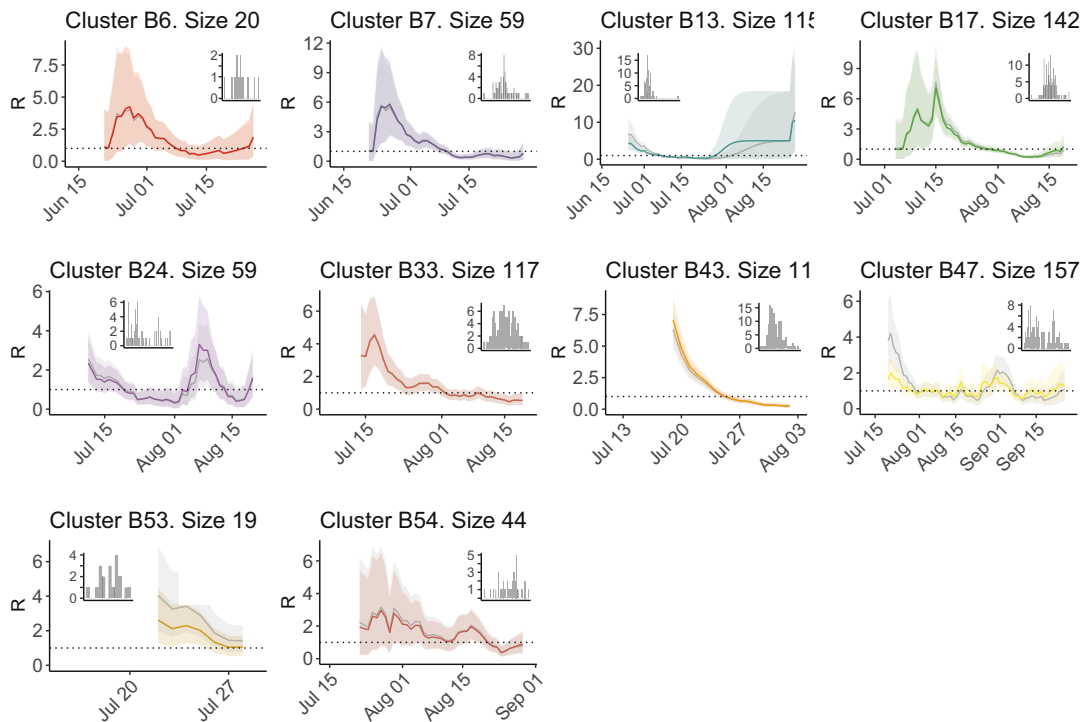 Cluster B6. Size 20
R
7.5
5.0
2.5
0.0
2
1
0
Jun 15
Jul 01
Jul 15
Cluster B7. Size 59
R
12
9
6
3
0
8
4
0
Jun 15
Jul 01
Jul 15
Cluster B13. Size 115
R
30
20
10
0
15
10
5
0
Jun 15
Jul 01
Jul 15
Aug 01
Aug 15
Cluster B17. Size 142
R
9
6
3
0
10
5
0
Jul 01
Jul 15
Aug 01
Aug 15
Cluster B24. Size 59
R
6
4
2
0
6
4
2
0
Jul 15
Aug 01
Aug 15
Cluster B33. Size 117
R
6
4
2
0
6
4
2
0
Jul 15
Aug 01
Aug 15
Cluster B43. Size 11
R
7.5
5.0
2.5
0.0
15
10
5
0
Jul 13
Jul 20
Jul 27
Aug 03
Cluster B47. Size 157
R
6
4
2
0
8
4
0
Jul 15
Aug 01
Aug 15
Sep 01
Sep 15
Cluster B53. Size 19
R
6
4
2
0
4
2
0
Jul 20
Jul 27
Cluster B54. Size 44
R
6
4
2
0
5
3
1
0
Jul 15
Aug 01
Aug 15
Sep 01